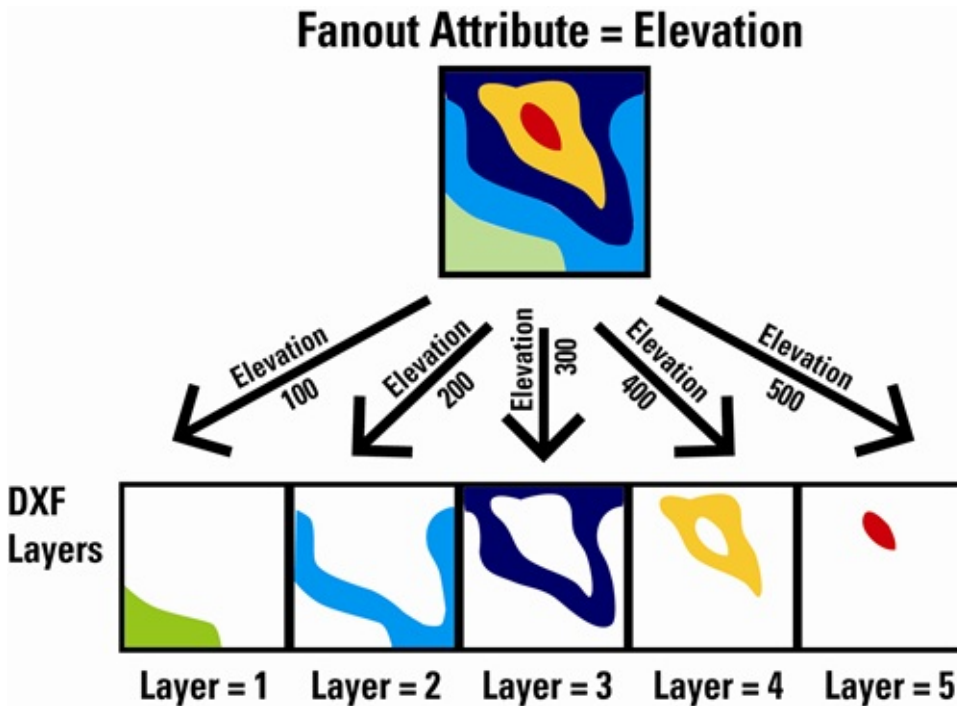 Fanout Attribute = Elevation
Elevation
100
Elevation
200
Elevation
300
Elevation
400
Elevation
500
DXF
Layers
Layer = 1
Layer = 2
Layer = 3
Layer = 4
Layer = 5